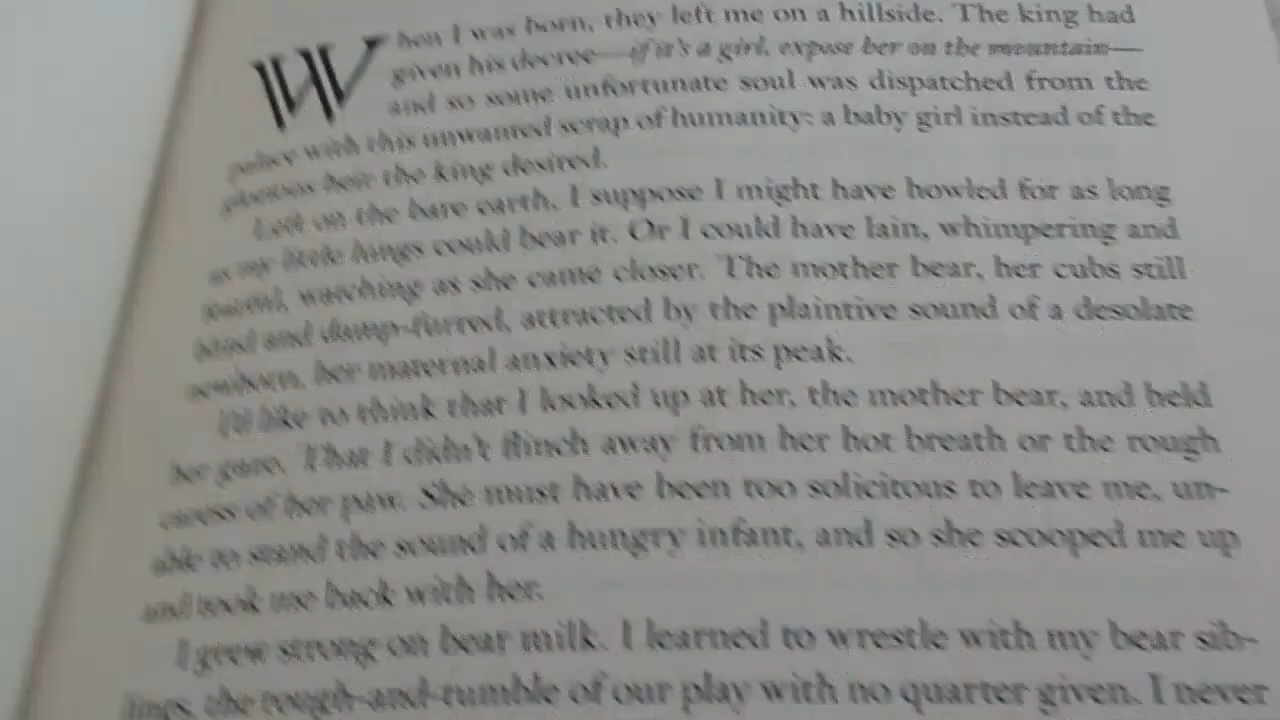 When I was born, they left me on a hillside. The king had
given his decree—if it's a girl, expose her on the mountain—
and so some unfortunate soul was dispatched from the
palace with this unwanted scrap of humanity: a baby girl instead of the
glorious heir the king desired.
Left on the bare earth, I suppose I might have howled for as long
as my little lungs could bear it. Or I could have lain, whimpering and
watching as she came closer. The mother bear, her cubs still
blind and damp-furred, attracted by the plaintive sound of a desolate
newborn, her maternal anxiety still at its peak.
I'd like to think that I looked up at her, the mother bear, and held
her gaze. That I didn't flinch away from her hot breath or the rough
caress of her paw. She must have been too solicitous to leave me, un-
able to stand the sound of a hungry infant, and so she scooped me up
and took me back with her.
I grew strong on bear milk. I learned to wrestle with my bear sib-
lings, the rough-and-tumble of our play with no quarter given. I never